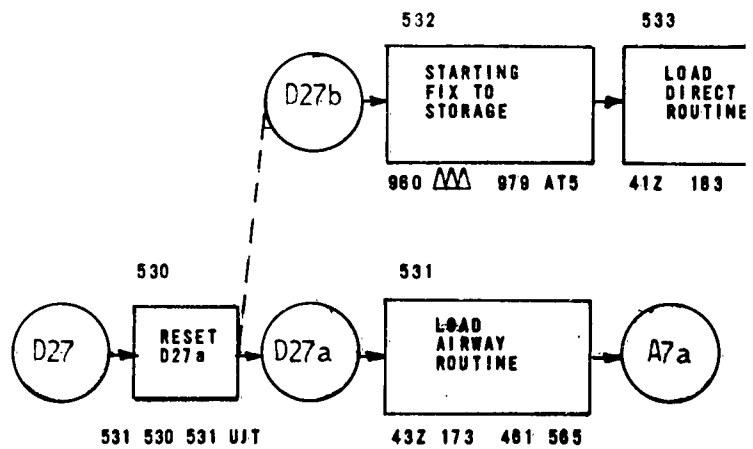 532
533
D27b
STARTING
FIX TO
STORAGE
LOAD
DIRECT
ROUTINE
960
979 AT5
41Z 183
530
531
D27
RESET
D27a
D27a
LOAD
AIRWAY
ROUTINE
A7a
531 530 531 UJT
43Z 173 461 565